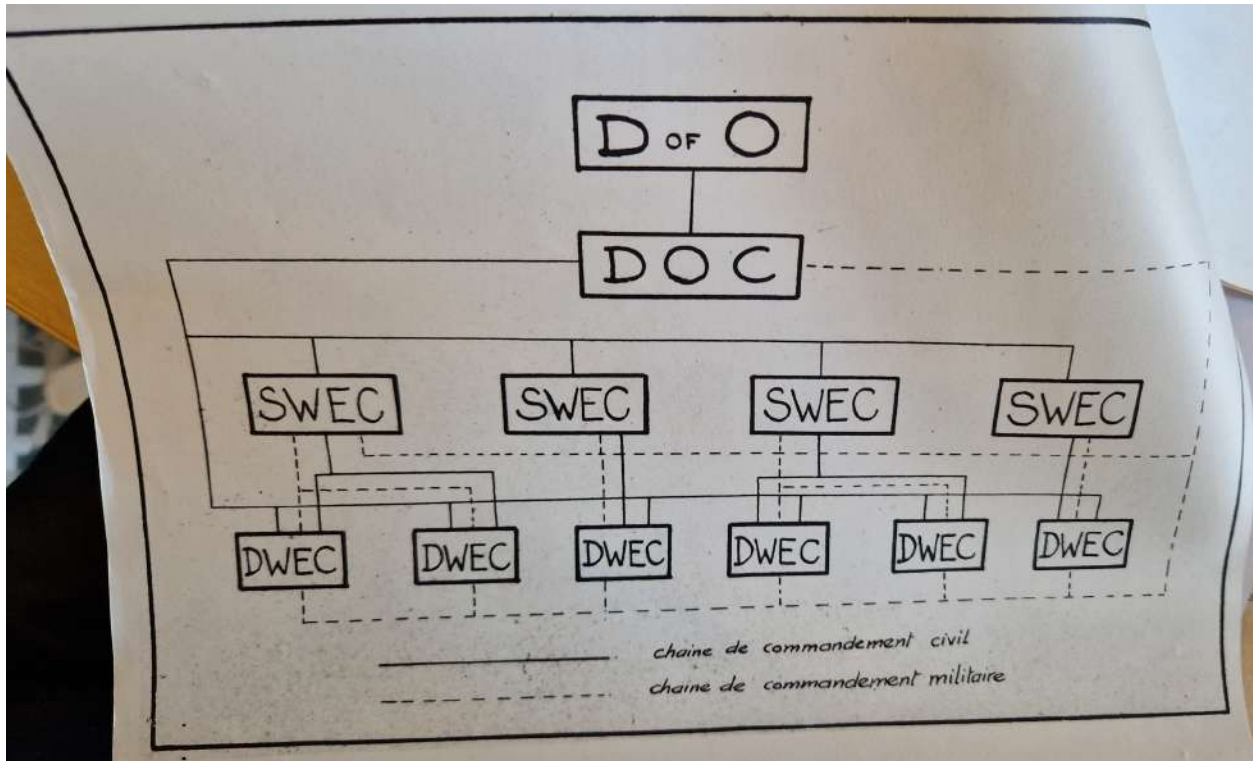 D OF O
DOC
SWEC SWEC SWEC SWEC
DWEC DWEC DWEC DWEC DWEC DWEC
chaine de commandement civil
chaine de commandement militaire